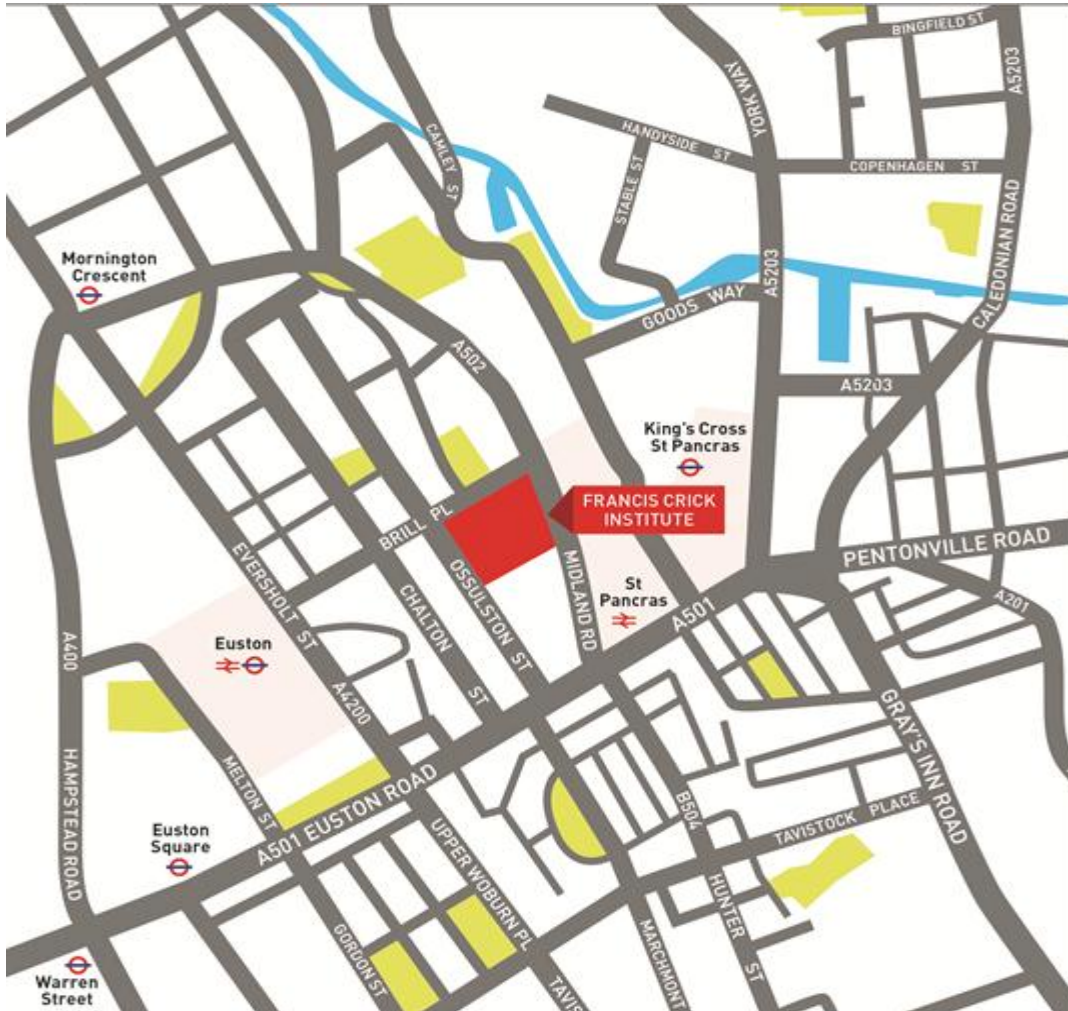 BINGFIELD ST
A5203
YORK WAY
CAMLEY ST
HANDYSIDE ST
COPENHAGEN ST
STABLE ST
CALEDONIAN ROAD
Mornington
Crescent
A5203
GOODS WAY
A502
A5203
King's Cross
St Pancras
FRANCIS CRICK
INSTITUTE
BRILL PL
PENTONVILLE ROAD
EVERSHOLT ST
OSSULSTON ST
MIDLAND RD
CHALTON ST
St
Pancras
A501
A201
A400
Euston
A4200
GRAY'S INN ROAD
HAMPSTEAD ROAD
MELTON ST
A501 EUSTON ROAD
B504
TAVISTOCK PLACE
Euston
Square
UPPER WOBURN PL
HUNTER ST
GORDON ST
MARCHMONT
Warren
Street
TAVIS